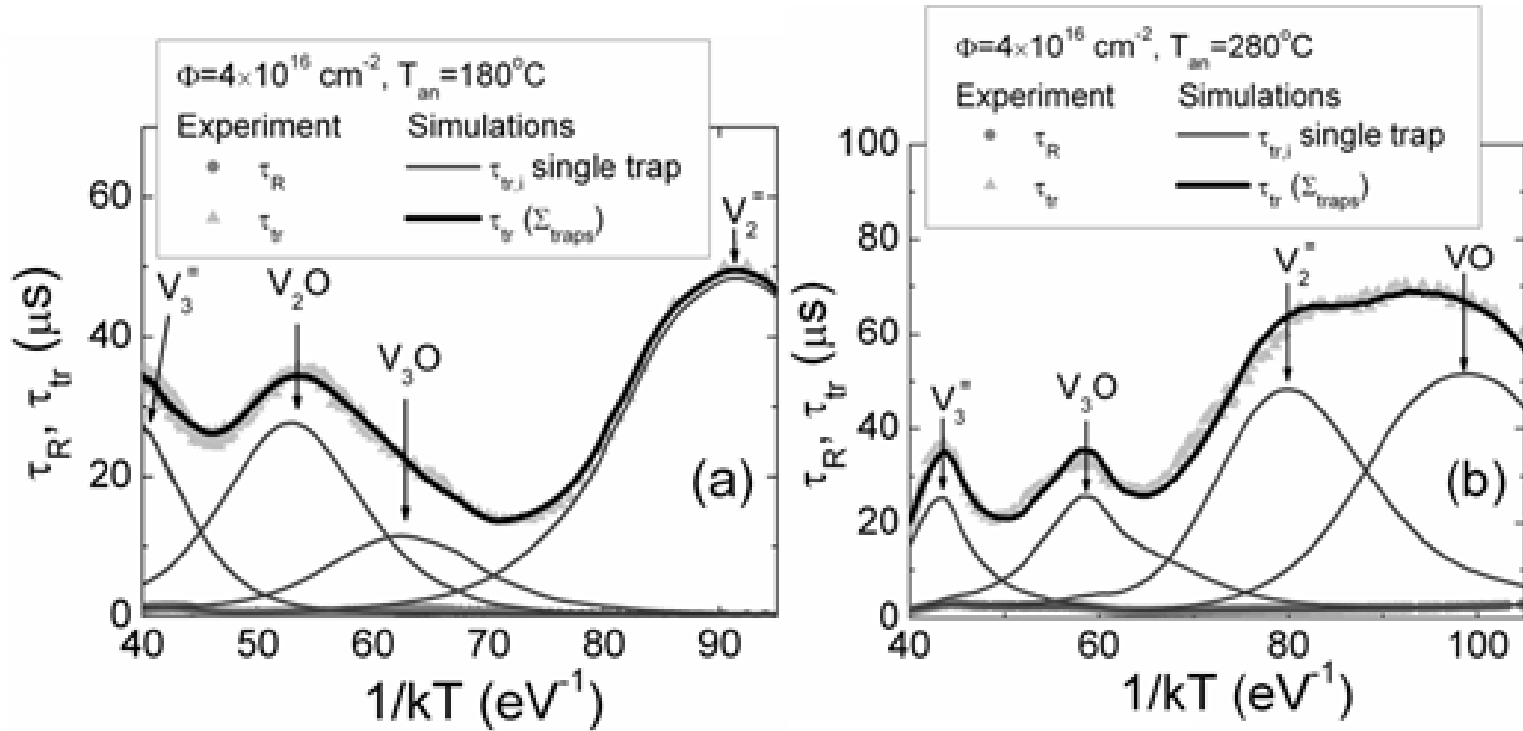 Φ=4×10¹⁶ cm⁻², Tₐₙ=180°C
Experiment Simulations
τ_R τ_tr,i single trap
τ_tr τ_tr (Σ_traps)
60
40
20
0
τ_R, τ_tr (μs)
V₃⁼
V₂O
V₃O
V₂⁼
(a)
40 50 60 70 80 90
1/kT (eV⁻¹)
Φ=4×10¹⁶ cm⁻², Tₐₙ=280°C
Experiment Simulations
τ_R τ_tr,i single trap
τ_tr τ_tr (Σ_traps)
100
80
60
40
20
0
τ_R, τ_tr (μs)
V₃⁼
V₃O
V₂⁼
VO
(b)
40 60 80 100
1/kT (eV⁻¹)